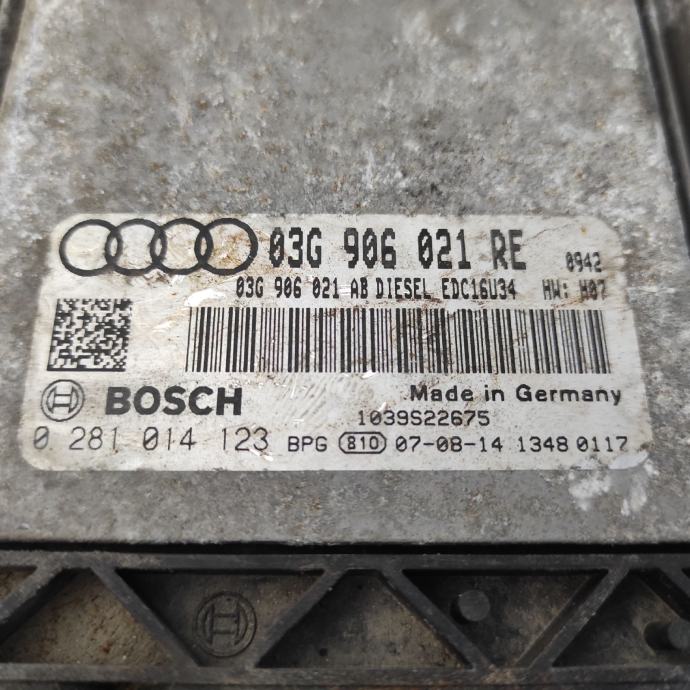 03G 906 021 RE 0942
03G 906 021 AB DIESEL EDC16U34 HW: H07
BOSCH Made in Germany
1039S22675
0 281 014 123 BPG 810 07-08-14 1348 0117